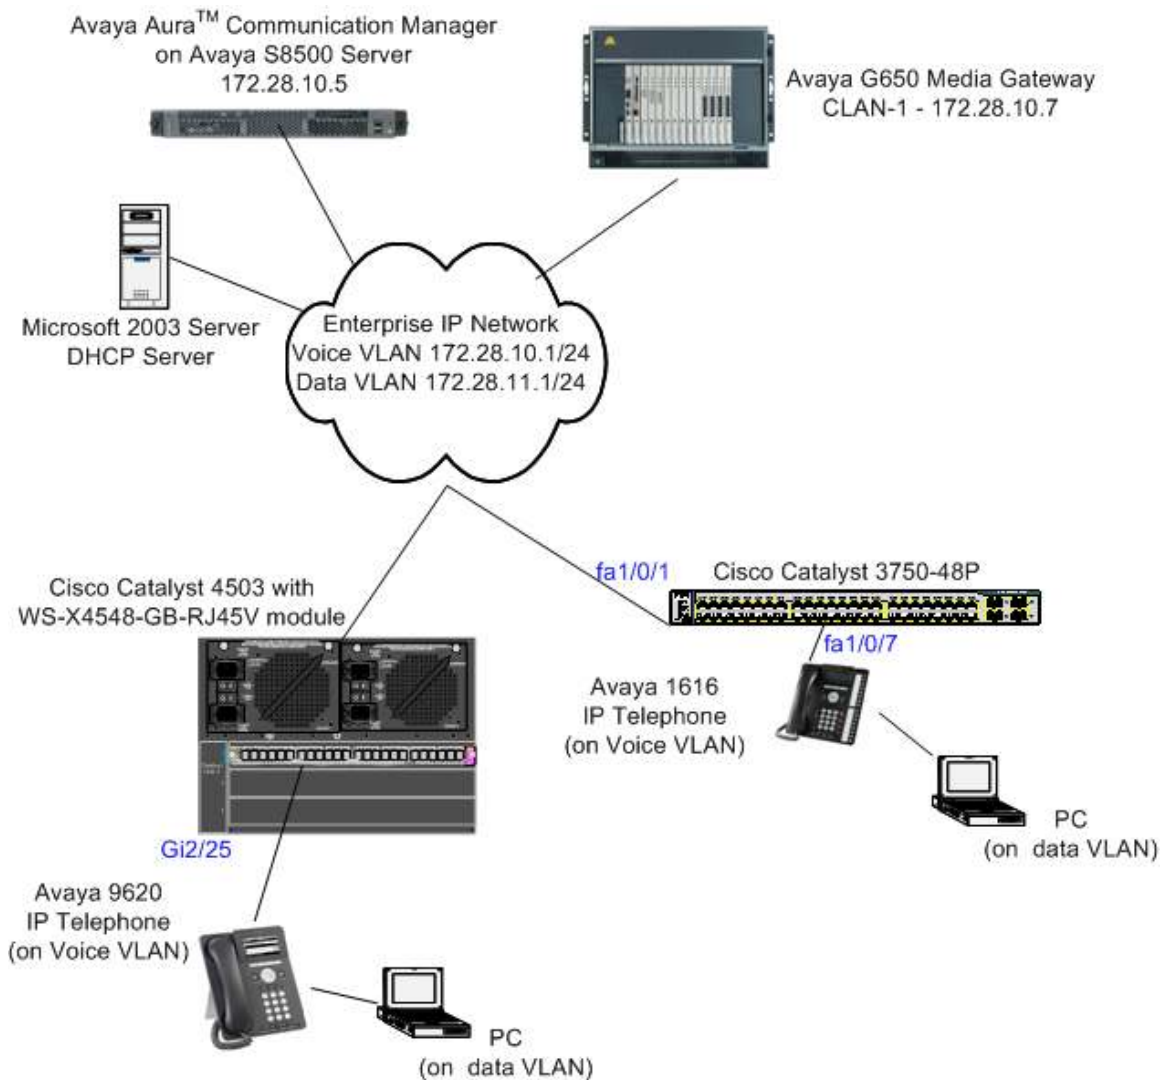 Avaya Aura™ Communication Manager
on Avaya S8500 Server
172.28.10.5
Avaya G650 Media Gateway
CLAN-1 - 172.28.10.7
Microsoft 2003 Server
DHCP Server
Enterprise IP Network
Voice VLAN 172.28.10.1/24
Data VLAN 172.28.11.1/24
Cisco Catalyst 4503 with
WS-X4548-GB-RJ45V module
fa1/0/1
Cisco Catalyst 3750-48P
fa1/0/7
Avaya 1616
IP Telephone
(on Voice VLAN)
PC
(on data VLAN)
Gi2/25
Avaya 9620
IP Telephone
(on Voice VLAN)
PC
(on data VLAN)